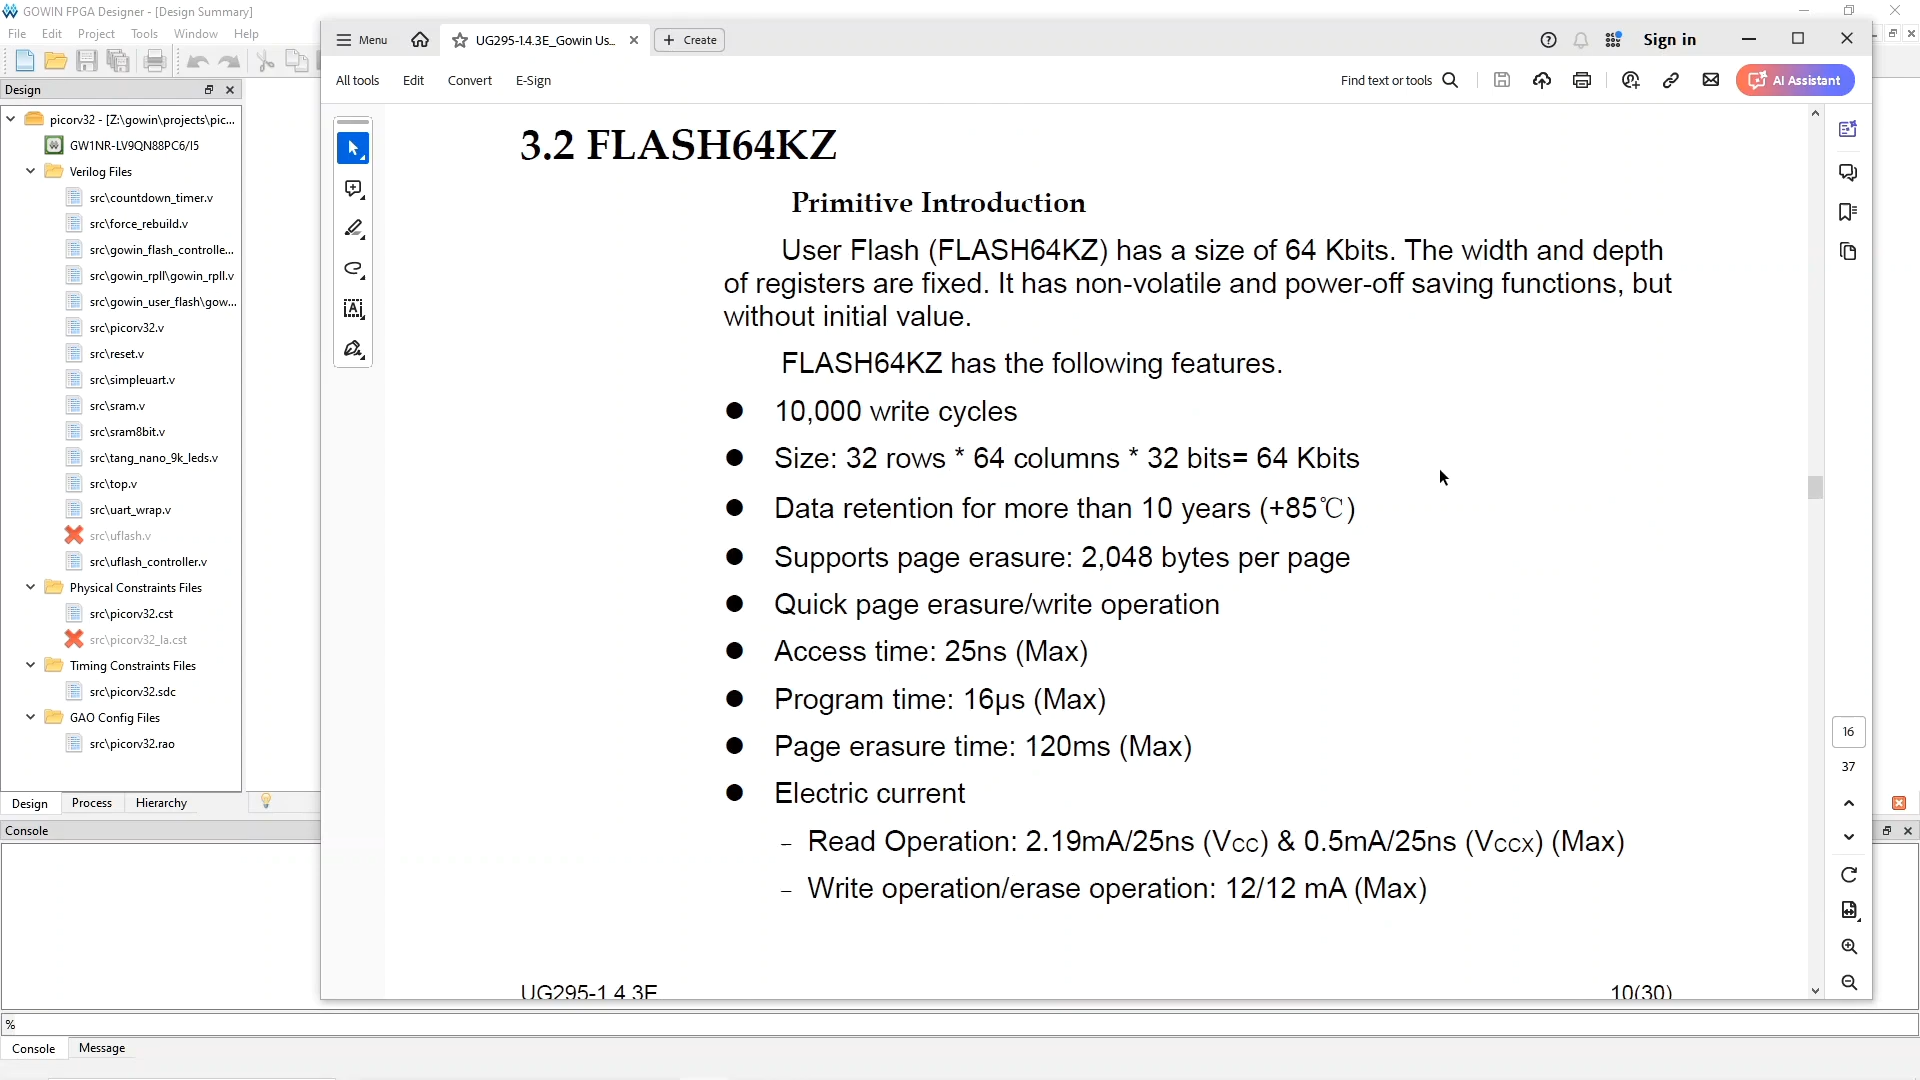 GOWIN FPGA Designer - [Design Summary]
File Edit Project Tools Window Help
Design
picorv32 - [Z:\gowin\projects\pic...
GW1NR-LV9QN88PC6/I5
Verilog Files
src\countdown_timer.v
src\force_rebuild.v
src\gowin_flash_controlle...
src\gowin_rpll\gowin_rpll.v
src\gowin_user_flash\gow...
src\picorv32.v
src\reset.v
src\simpleuart.v
src\sram.v
src\sram8bit.v
src\tang_nano_9k_leds.v
src\top.v
src\uart_wrap.v
src\uflash.v
src\uflash_controller.v
Physical Constraints Files
src\picorv32.cst
src\picorv32_la.cst
Timing Constraints Files
src\picorv32.sdc
GAO Config Files
src\picorv32.rao
Design Process Hierarchy
Console
%
Console Message
Menu UG295-1.4.3E_Gowin Us... Create Sign in
All tools Edit Convert E-Sign Find text or tools AI Assistant
3.2 FLASH64KZ
Primitive Introduction
User Flash (FLASH64KZ) has a size of 64 Kbits. The width and depth
of registers are fixed. It has non-volatile and power-off saving functions, but
without initial value.
FLASH64KZ has the following features.
● 10,000 write cycles
● Size: 32 rows * 64 columns * 32 bits= 64 Kbits
● Data retention for more than 10 years (+85℃)
● Supports page erasure: 2,048 bytes per page
● Quick page erasure/write operation
● Access time: 25ns (Max)
● Program time: 16μs (Max)
● Page erasure time: 120ms (Max)
● Electric current
- Read Operation: 2.19mA/25ns (Vcc) & 0.5mA/25ns (Vccx) (Max)
- Write operation/erase operation: 12/12 mA (Max)
UG295-1.4.3E 10(30)
16
37